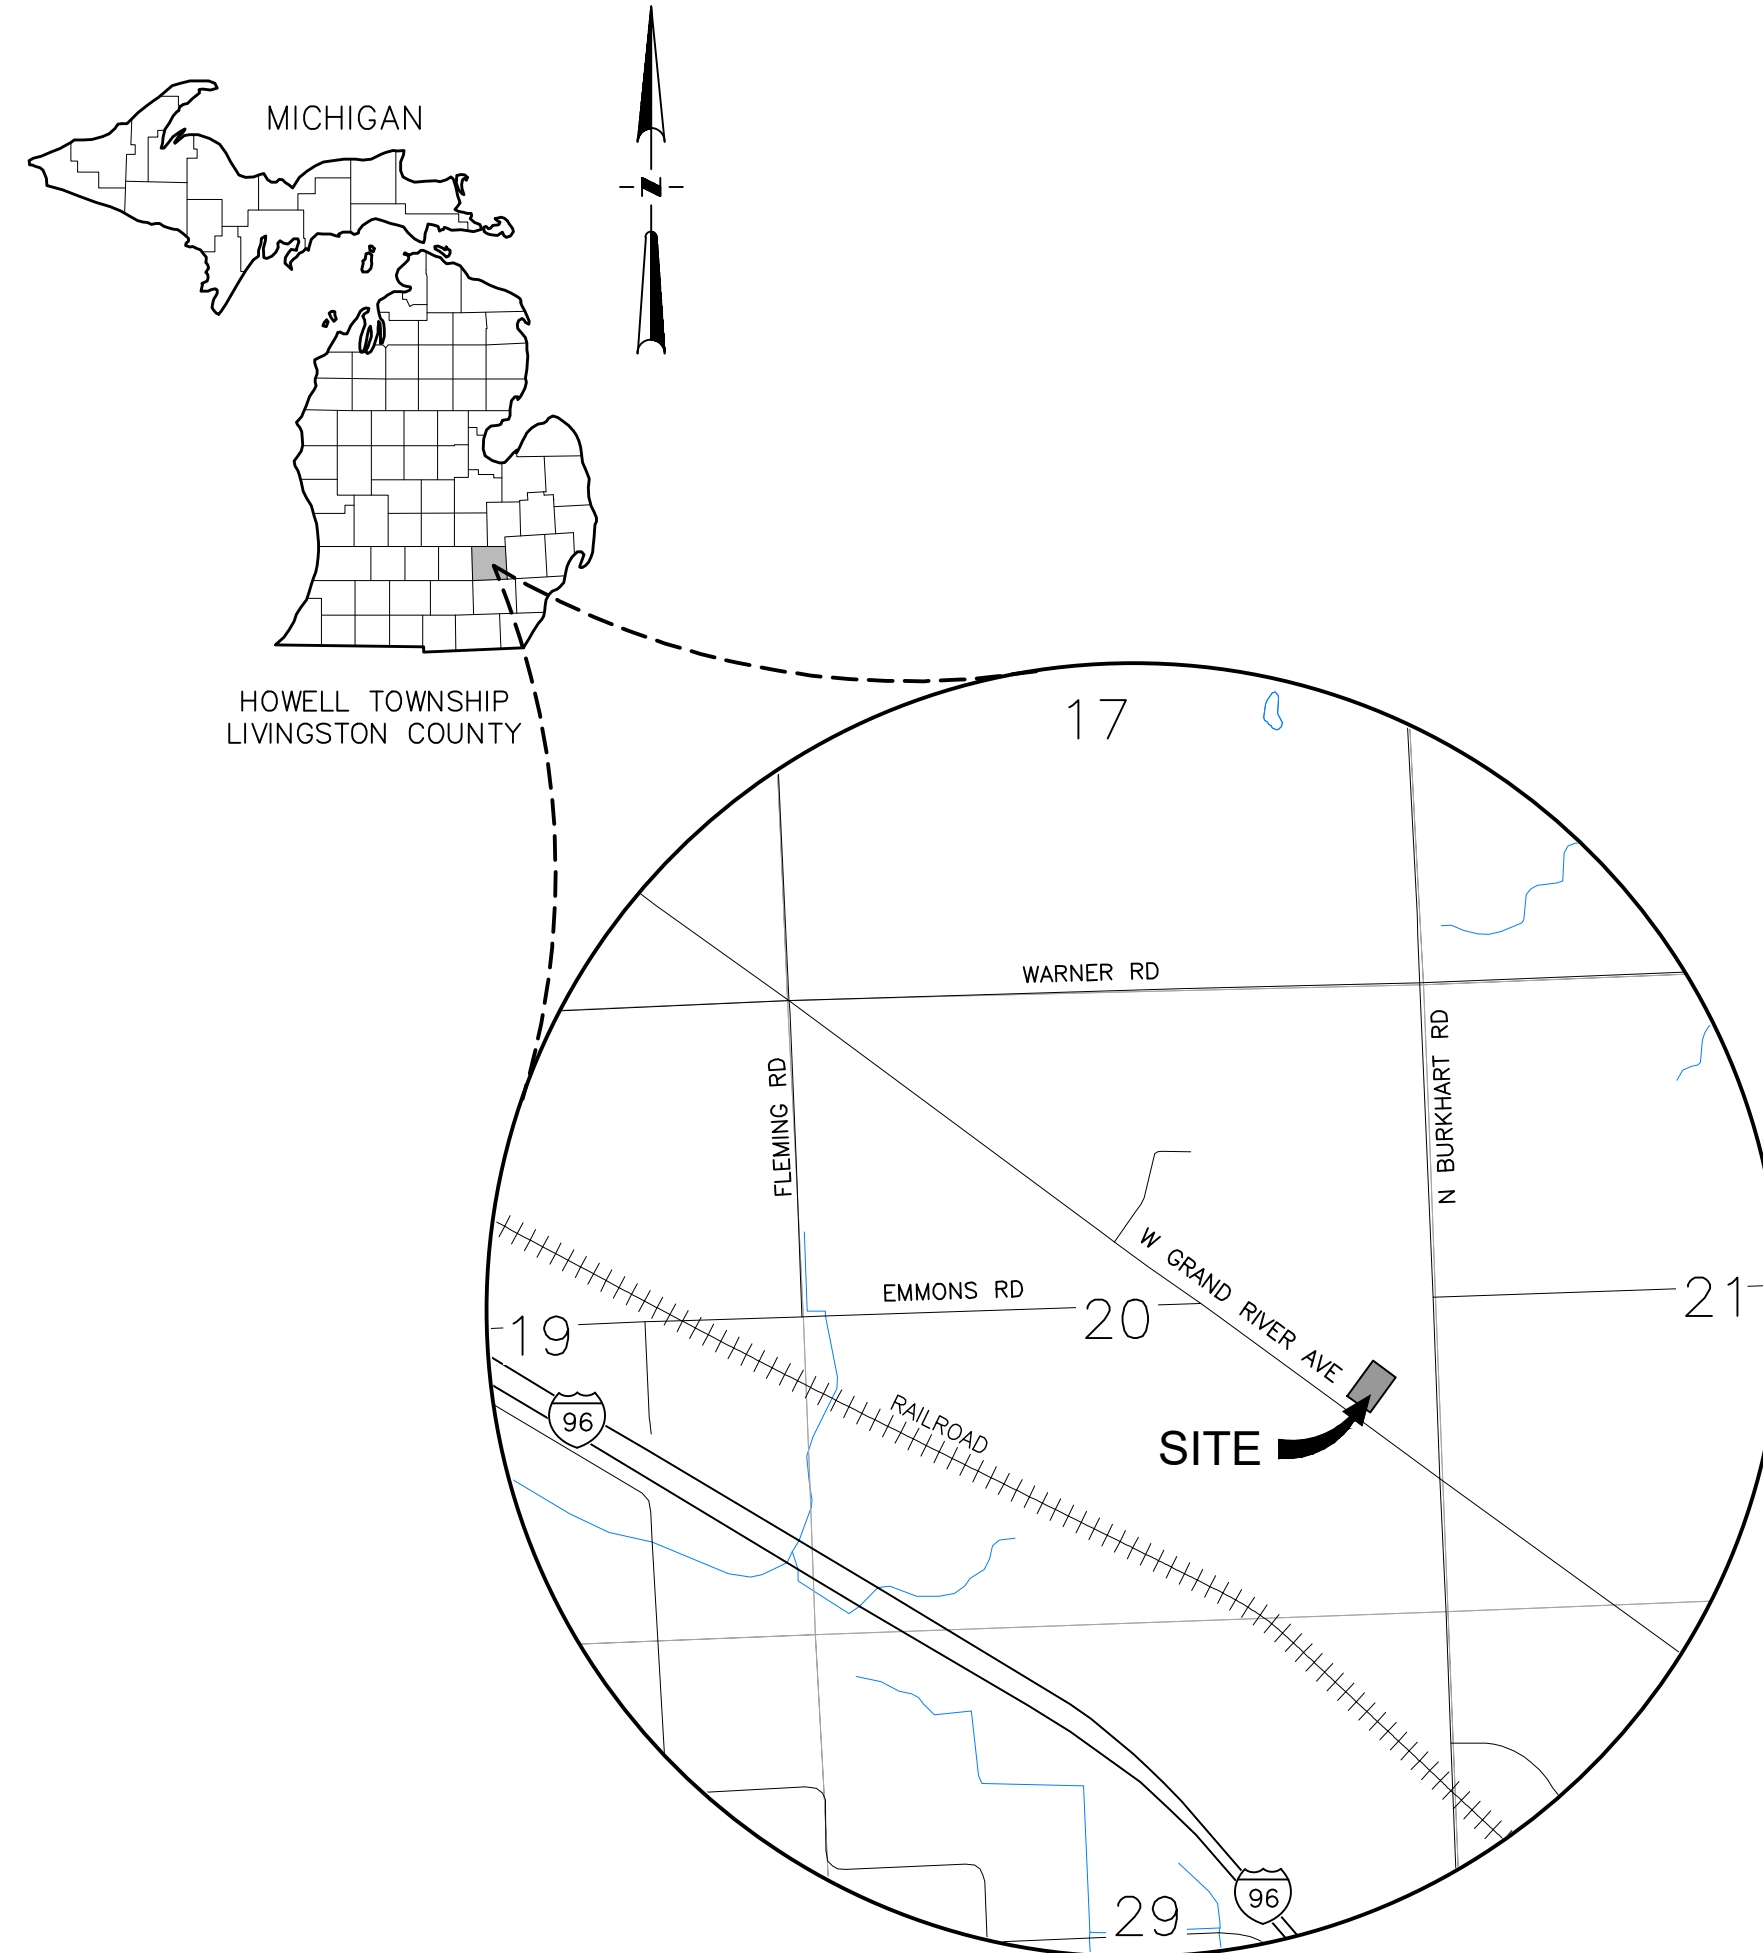 MICHIGAN
N
HOWELL TOWNSHIP
LIVINGSTON COUNTY
17
WARNER RD
N BURKHART RD
FLEMING RD
W GRAND RIVER AVE
EMMONS RD
20
21
19
96
RAILROAD
SITE
96
29